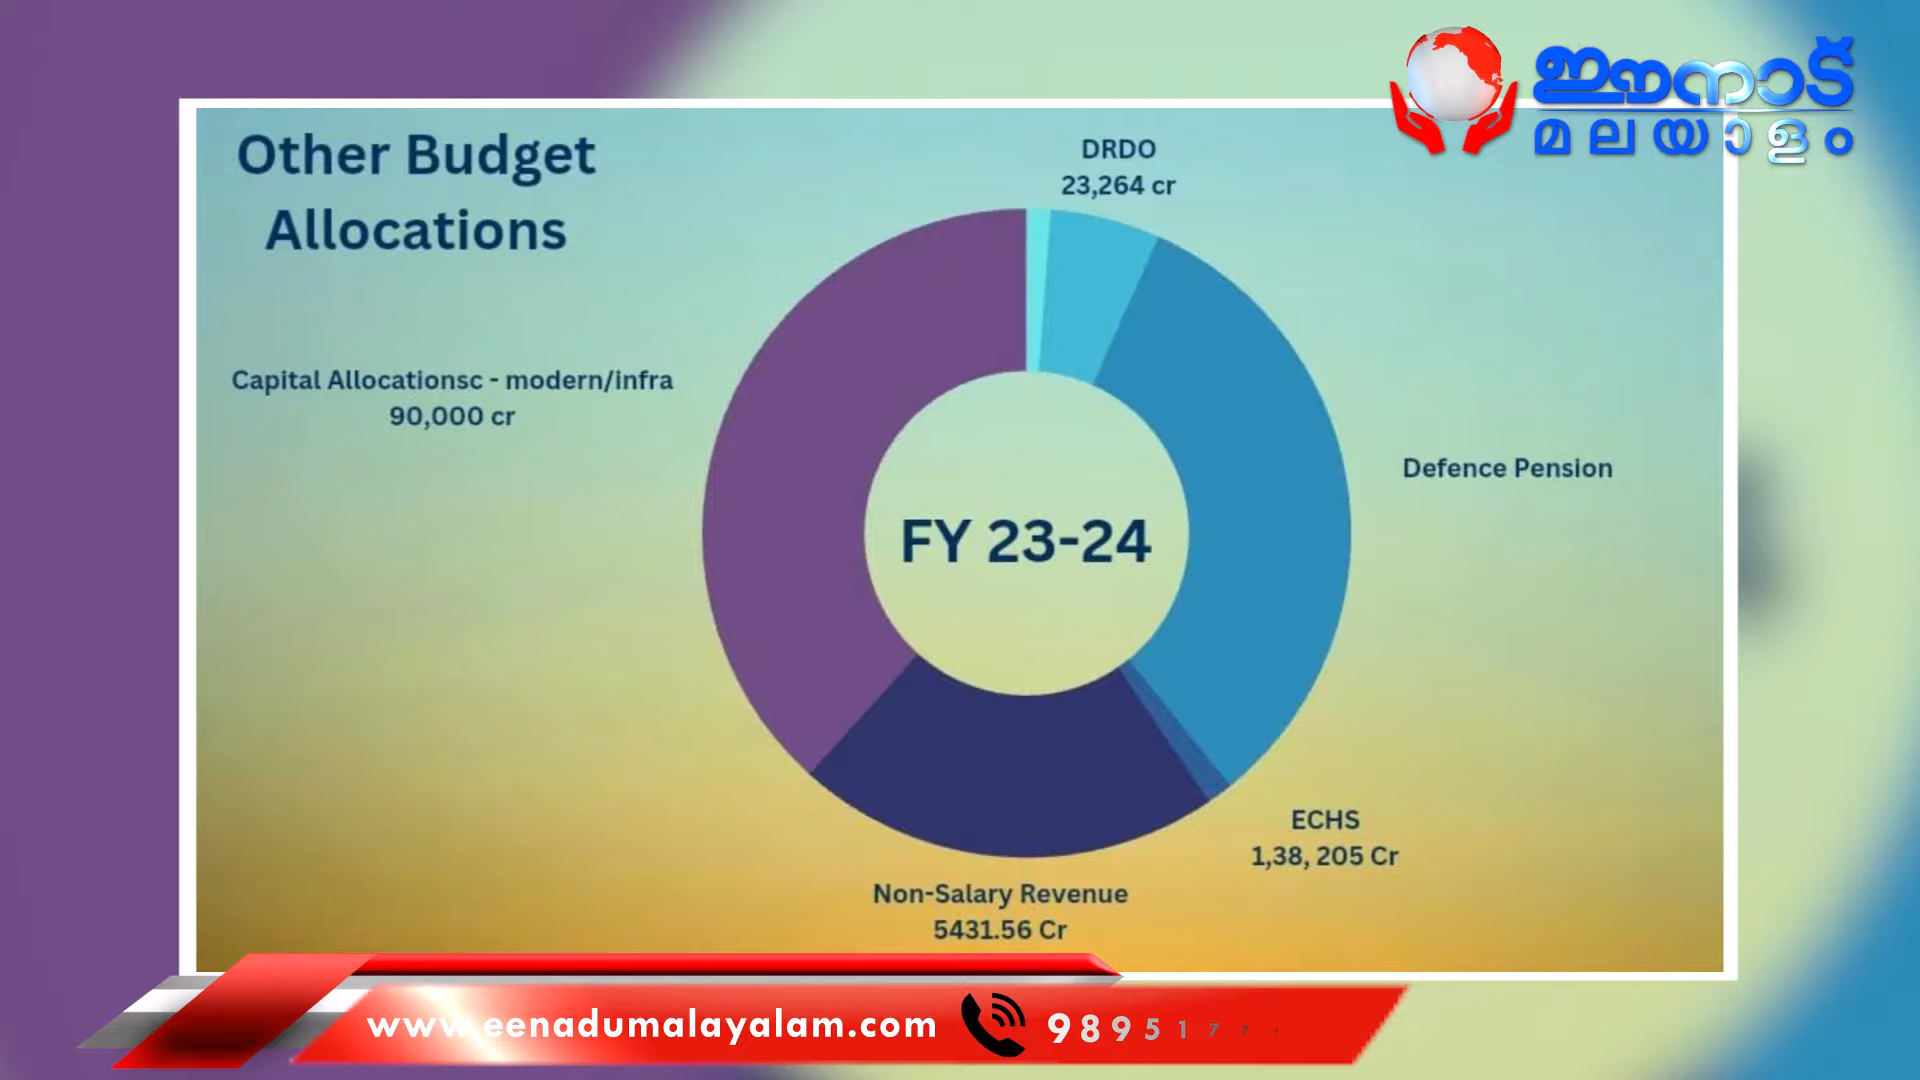 ഈനാട്
മലയാളം
Other Budget
Allocations
DRDO
23,264 cr
Capital Allocationsc - modern/infra
90,000 cr
Defence Pension
FY 23-24
ECHS
1,38, 205 Cr
Non-Salary Revenue
5431.56 Cr
www.eenadumalayalam.com
9895177